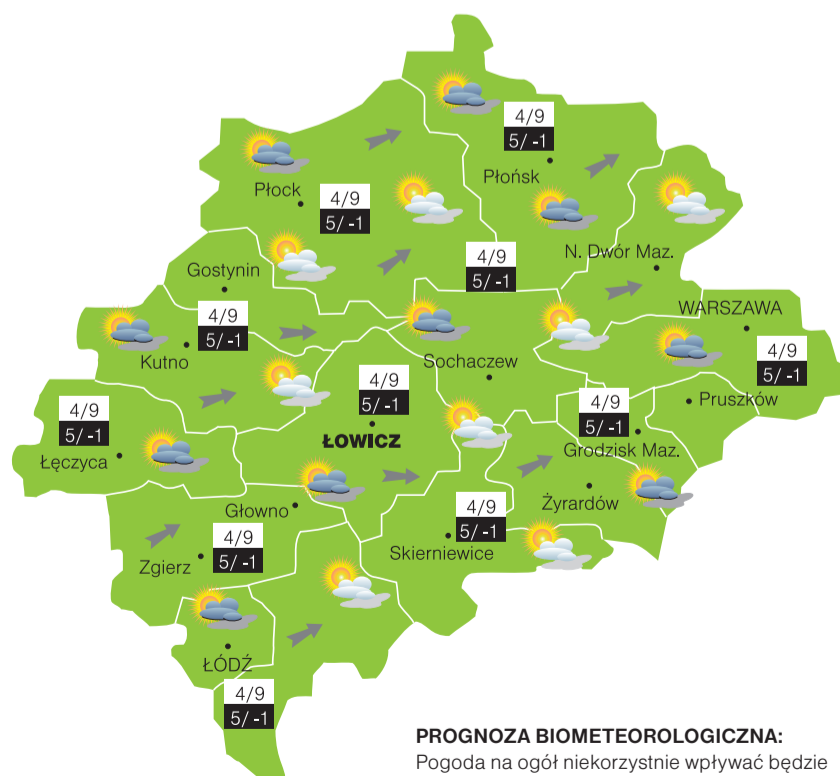 4/9
5/ -1
Płońsk
Płock
4/9
5/ -1
N. Dwór Maz.
4/9
5/ -1
Gostynin
WARSZAWA
4/9
5/ -1
Kutno
4/9
5/ -1
Sochaczew
4/9
5/ -1
ŁOWICZ
Pruszków
4/9
5/ -1
Grodzisk Maz.
4/9
5/ -1
Łęczyca
Żyrardów
Głowno
4/9
5/ -1
Skierniewice
4/9
5/ -1
Zgierz
ŁÓDŹ
4/9
5/ -1
PROGNOZA BIOMETEOROLOGICZNA:
Pogoda na ogół niekorzystnie wpływać będzie